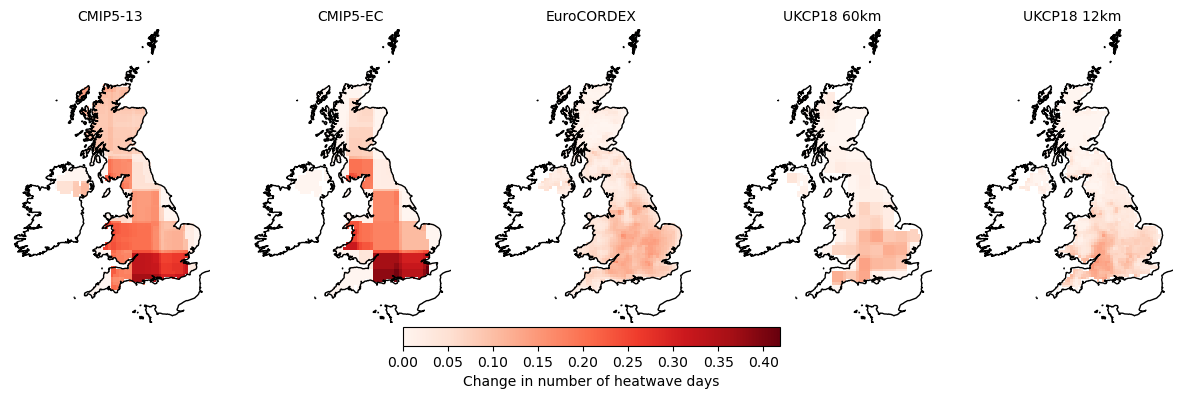 CMIP5-13 CMIP5-EC EuroCORDEX UKCP18 60km UKCP18 12km
0.00 0.05 0.10 0.15 0.20 0.25 0.30 0.35 0.40
Change in number of heatwave days